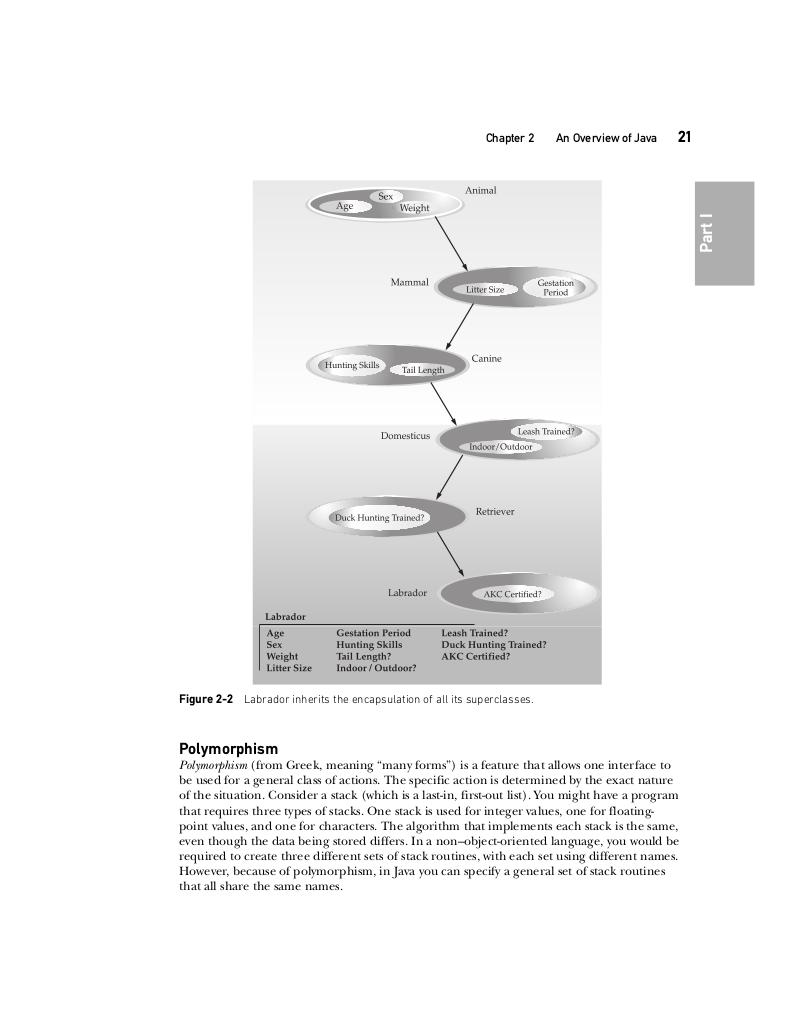 Chapter 2 An Overview of Java 21
Part I
Animal
Sex
Age
Weight
Mammal
Litter Size
Gestation
Period
Canine
Hunting Skills
Tail Length
Domesticus
Leash Trained?
Indoor/Outdoor
Retriever
Duck Hunting Trained?
Labrador
AKC Certified?
Labrador
Age Gestation Period Leash Trained?
Sex Hunting Skills Duck Hunting Trained?
Weight Tail Length? AKC Certified?
Litter Size Indoor / Outdoor?
Figure 2-2 Labrador inherits the encapsulation of all its superclasses.
Polymorphism
Polymorphism (from Greek, meaning “many forms”) is a feature that allows one interface to
be used for a general class of actions. The specific action is determined by the exact nature
of the situation. Consider a stack (which is a last-in, first-out list). You might have a program
that requires three types of stacks. One stack is used for integer values, one for floating-
point values, and one for characters. The algorithm that implements each stack is the same,
even though the data being stored differs. In a non–object-oriented language, you would be
required to create three different sets of stack routines, with each set using different names.
However, because of polymorphism, in Java you can specify a general set of stack routines
that all share the same names.